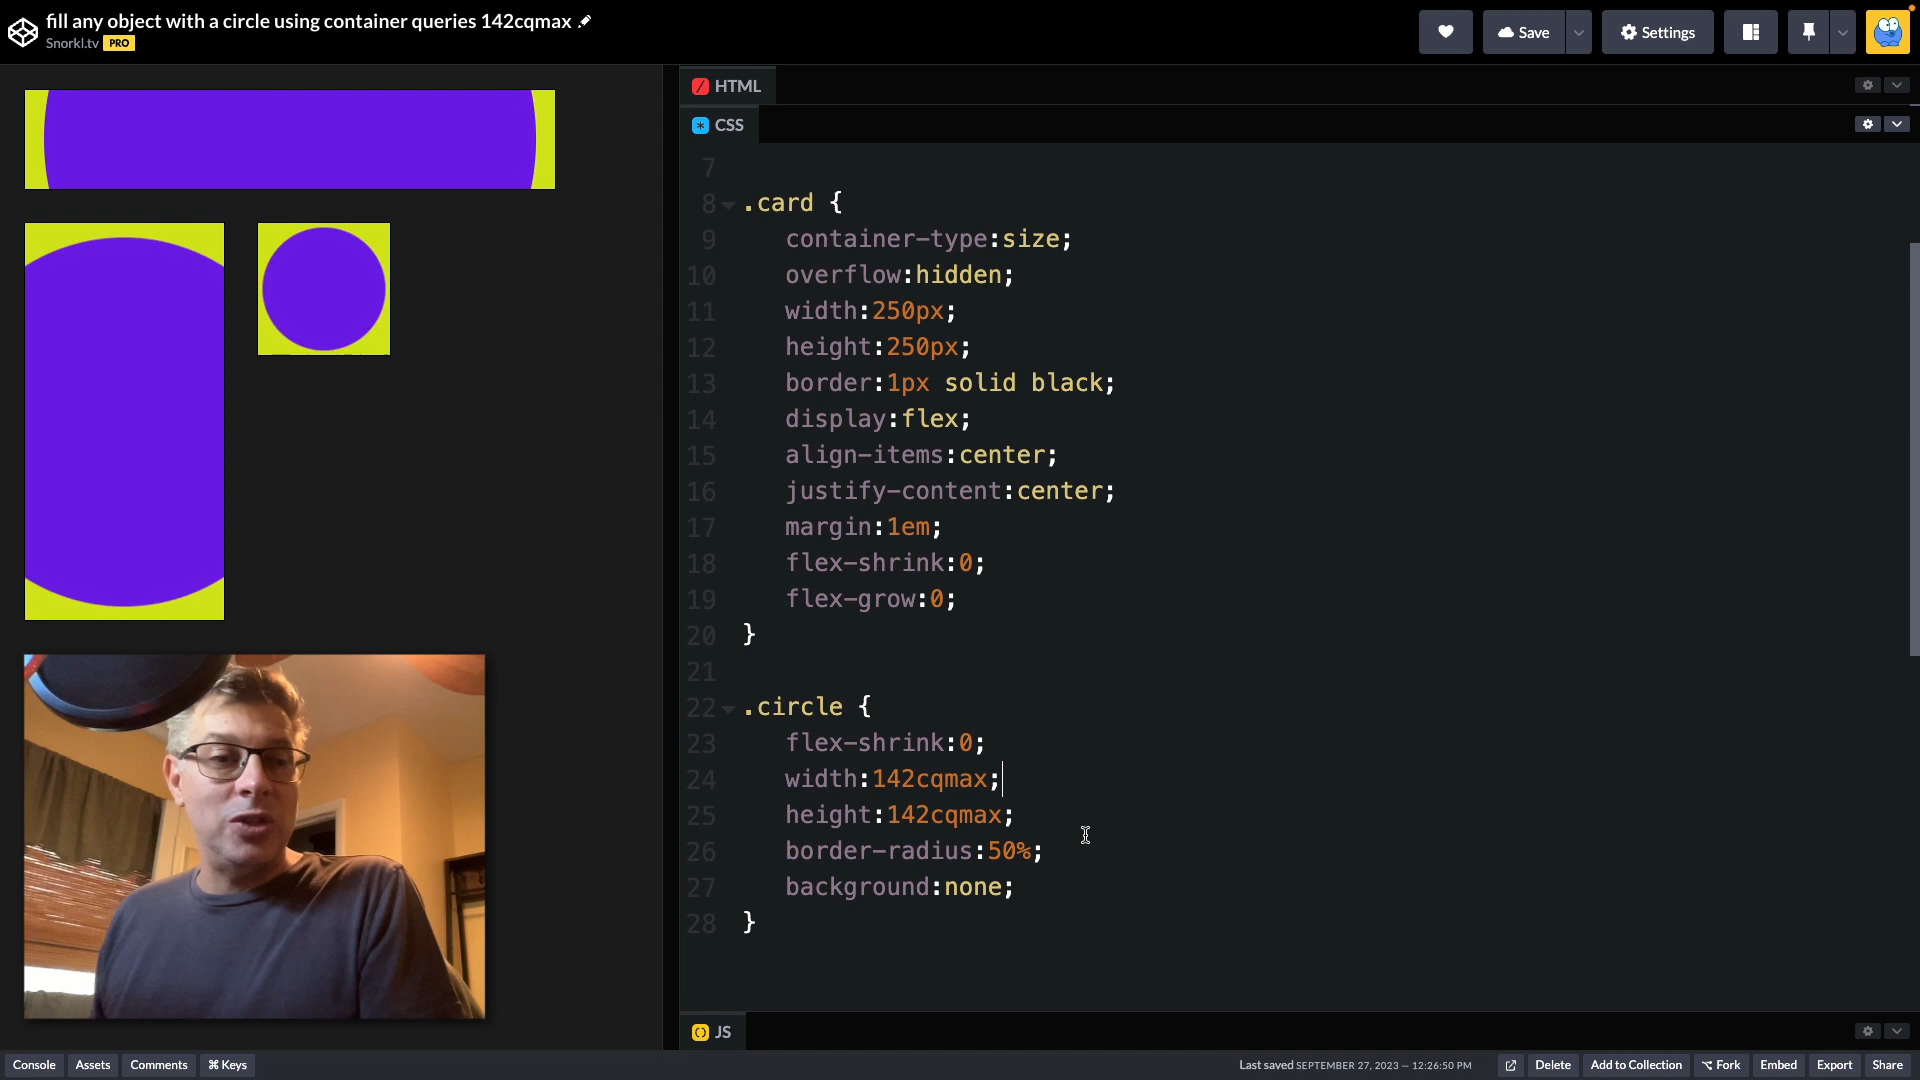 fill any object with a circle using container queries 142cqmax
Snorkl.tv PRO
Save
Settings
HTML
CSS
7
8 .card {
9 container-type:size;
10 overflow:hidden;
11 width:250px;
12 height:250px;
13 border:1px solid black;
14 display:flex;
15 align-items:center;
16 justify-content:center;
17 margin:1em;
18 flex-shrink:0;
19 flex-grow:0;
20 }
21
22 .circle {
23 flex-shrink:0;
24 width:142cqmax;
25 height:142cqmax;
26 border-radius:50%;
27 background:none;
28 }
JS
Console Assets Comments ⌘ Keys Last saved SEPTEMBER 27, 2023 — 12:26:50 PM Delete Add to Collection Fork Embed Export Share